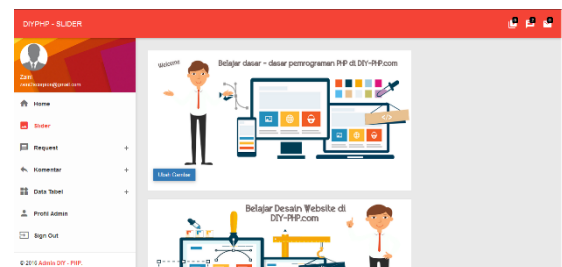 DIYPHP - SLIDER
Zain
Home
Slider
Request +
Komentar +
Data Tabel +
Profil Admin
Sign Out
© 2016 Admin DIY - PHP.
Welcome
Belajar dasar - dasar pemrograman PHP di DIY-PHP.com
Ubah Gambar
Belajar Desain Website di
DIY-PHP.com